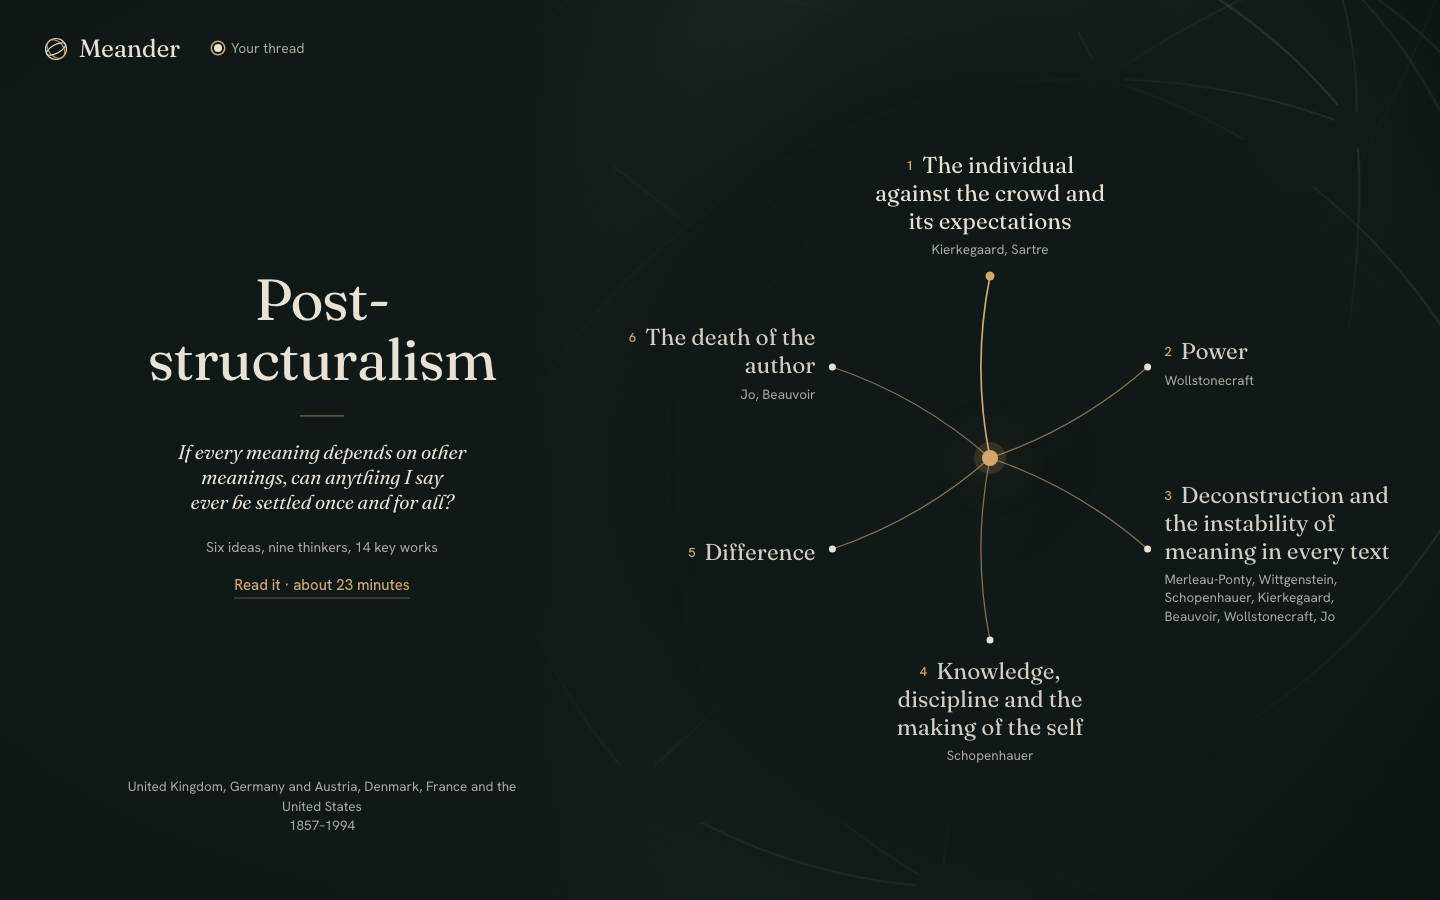 Meander
Your thread
Post-
structuralism
If every meaning depends on other
meanings, can anything I say
ever be settled once and for all?
Six ideas, nine thinkers, 14 key works
Read it · about 23 minutes
United Kingdom, Germany and Austria, Denmark, France and the
United States
1857–1994
1 The individual
against the crowd and
its expectations
Kierkegaard, Sartre
2 Power
Wollstonecraft
3 Deconstruction and
the instability of
meaning in every text
Merleau-Ponty, Wittgenstein,
Schopenhauer, Kierkegaard,
Beauvoir, Wollstonecraft, Jo
4 Knowledge,
discipline and the
making of the self
Schopenhauer
5 Difference
6 The death of the
author
Jo, Beauvoir